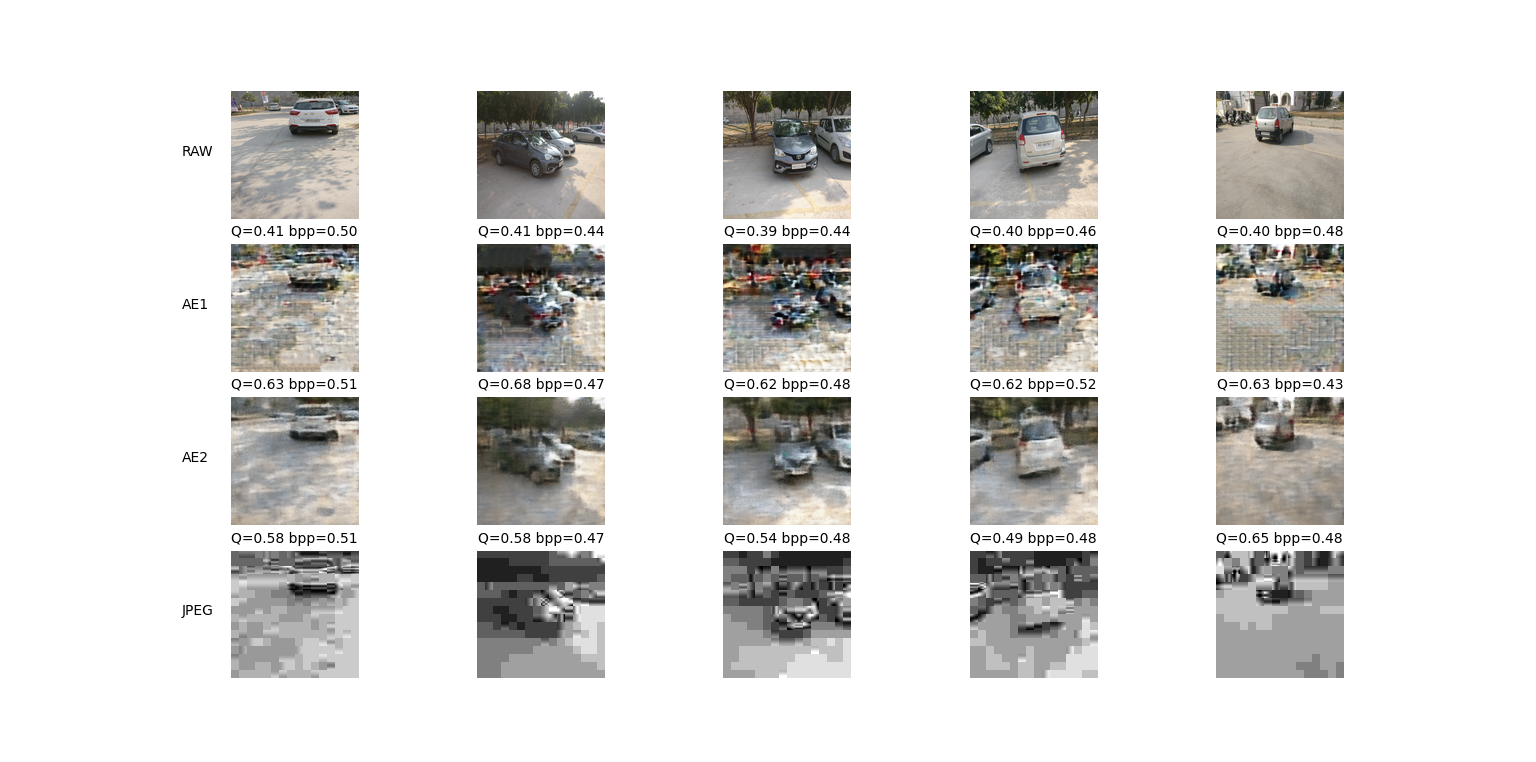 RAW
Q=0.41 bpp=0.50 Q=0.41 bpp=0.44 Q=0.39 bpp=0.44 Q=0.40 bpp=0.46 Q=0.40 bpp=0.48
AE1
Q=0.63 bpp=0.51 Q=0.68 bpp=0.47 Q=0.62 bpp=0.48 Q=0.62 bpp=0.52 Q=0.63 bpp=0.43
AE2
Q=0.58 bpp=0.51 Q=0.58 bpp=0.47 Q=0.54 bpp=0.48 Q=0.49 bpp=0.48 Q=0.65 bpp=0.48
JPEG